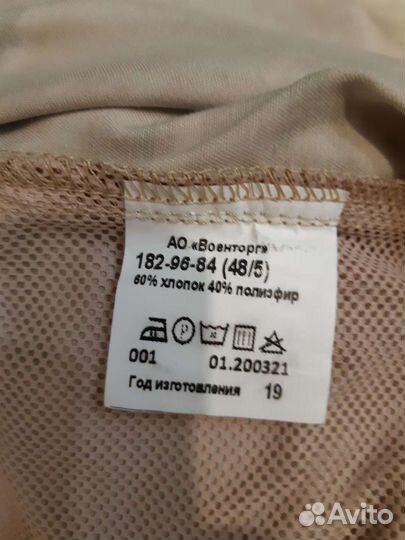 АО «Военторг»
182-96-84 (48/5)
60% хлопок 40% полиэфир
P
001 01.200321
Год изготовления 19
Avito